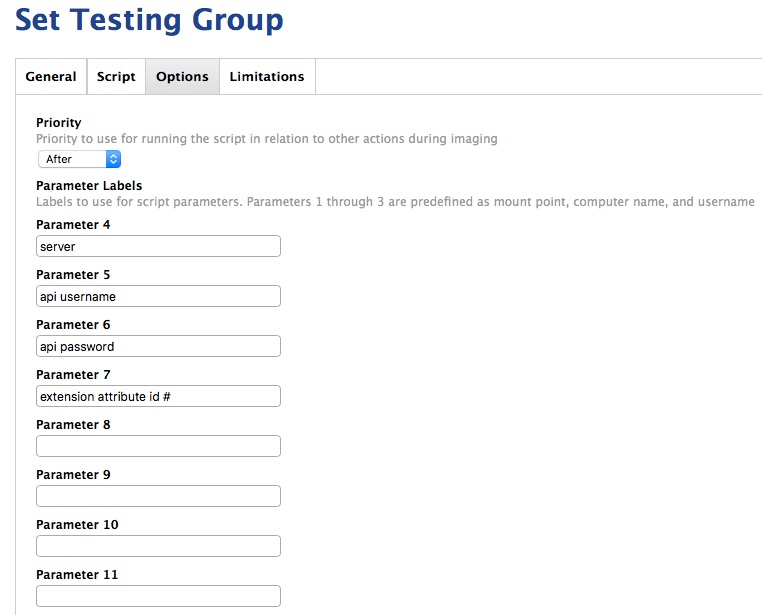 Set Testing Group
General Script Options Limitations
Priority
Priority to use for running the script in relation to other actions during imaging
After
Parameter Labels
Labels to use for script parameters. Parameters 1 through 3 are predefined as mount point, computer name, and username
Parameter 4
server
Parameter 5
api username
Parameter 6
api password
Parameter 7
extension attribute id #
Parameter 8
Parameter 9
Parameter 10
Parameter 11